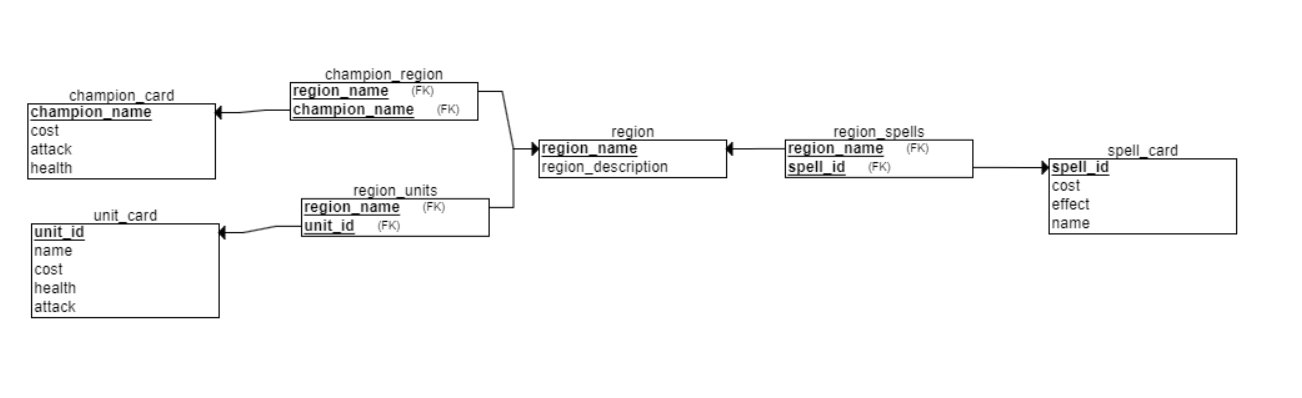 champion_card
champion_name
cost
attack
health
champion_region
region_name (FK)
champion_name (FK)
unit_card
unit_id
name
cost
health
attack
region_units
region_name (FK)
unit_id (FK)
region
region_name
region_description
region_spells
region_name (FK)
spell_id (FK)
spell_card
spell_id
cost
effect
name